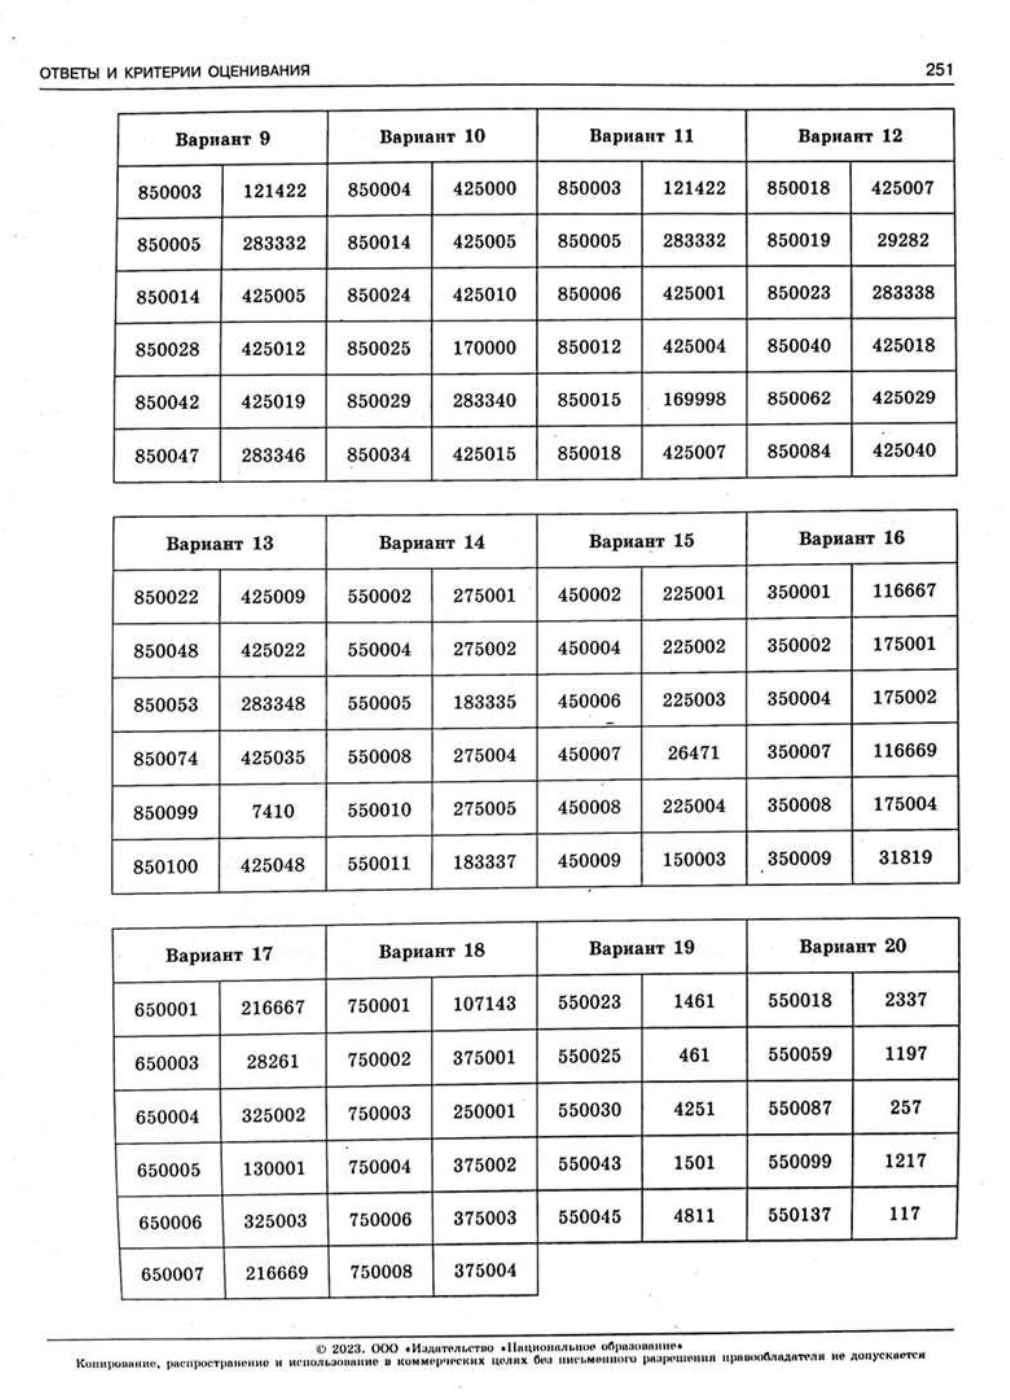 ОТВЕТЫ И КРИТЕРИИ ОЦЕНИВАНИЯ 251
Вариант 9 Вариант 10 Вариант 11 Вариант 12
850003 121422 850004 425000 850003 121422 850018 425007
850005 283332 850014 425005 850005 283332 850019 29282
850014 425005 850024 425010 850006 425001 850023 283338
850028 425012 850025 170000 850012 425004 850040 425018
850042 425019 850029 283340 850015 169998 850062 425029
850047 283346 850034 425015 850018 425007 850084 425040
Вариант 13 Вариант 14 Вариант 15 Вариант 16
850022 425009 550002 275001 450002 225001 350001 116667
850048 425022 550004 275002 450004 225002 350002 175001
850053 283348 550005 183335 450006 225003 350004 175002
850074 425035 550008 275004 450007 26471 350007 116669
850099 7410 550010 275005 450008 225004 350008 175004
850100 425048 550011 183337 450009 150003 350009 31819
Вариант 17 Вариант 18 Вариант 19 Вариант 20
650001 216667 750001 107143 550023 1461 550018 2337
650003 28261 750002 375001 550025 461 550059 1197
650004 325002 750003 250001 550030 4251 550087 257
650005 130001 750004 375002 550043 1501 550099 1217
650006 325003 750006 375003 550045 4811 550137 117
650007 216669 750008 375004
© 2023. ООО «Издательство «Национальное образование»
Копирование, распространение и использование в коммерческих целях без письменного разрешения правообладателя не допускается